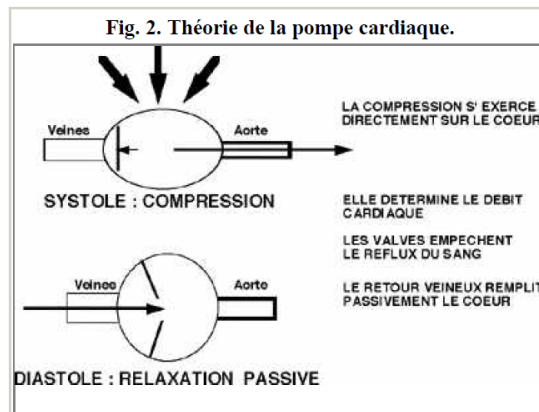 Fig. 2. Théorie de la pompe cardiaque.
Veines
Aorte
SYSTOLE : COMPRESSION
LA COMPRESSION S' EXERCE
DIRECTEMENT SUR LE COEUR
ELLE DETERMINE LE DEBIT
CARDIAQUE
LES VALVES EMPECHENT
LE REFLUX DU SANG
LE RETOUR VEINEUX REMPLIT
PASSIVEMENT LE COEUR
Veines
Aorte
DIASTOLE : RELAXATION PASSIVE